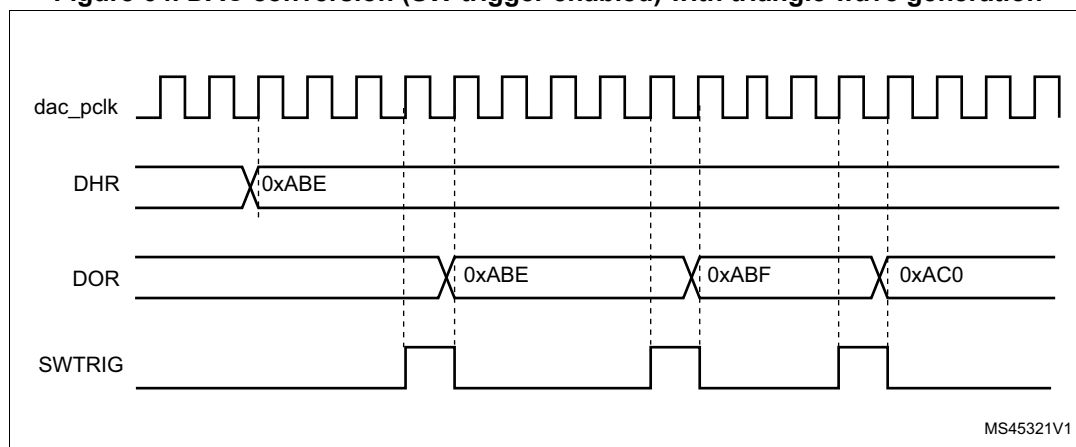 Figure 64. DAC conversion (SW trigger enabled) with triangle wave generation
dac_pclk
DHR
0xABE
DOR
0xABE
0xABF
0xAC0
SWTRIG
MS45321V1